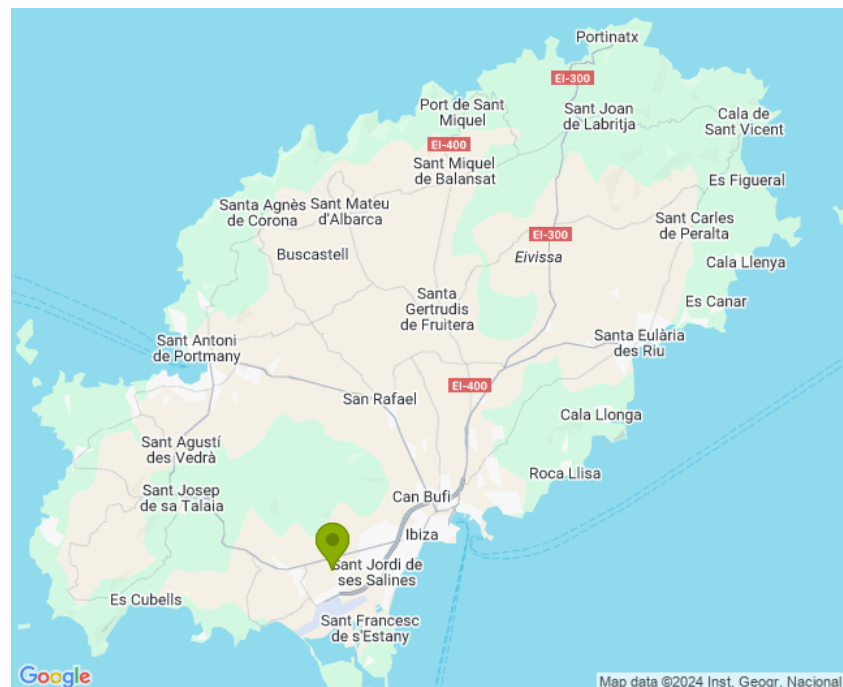 Portinatx
EI-300
Port de Sant
Miquel
Sant Joan
de Labritja
Cala de
Sant Vicent
EI-400
Sant Miquel
de Balansat
Es Figueral
Santa Agnès
de Corona
Sant Mateu
d'Albarca
Sant Carles
de Peralta
EI-300
Buscastell
Eivissa
Cala Llenya
Santa
Gertrudis
de Fruitera
Es Canar
Sant Antoni
de Portmany
Santa Eulària
des Riu
EI-400
San Rafael
Cala Llonga
Sant Agustí
des Vedrà
Roca Llisa
Sant Josep
de sa Talaia
Can Bufi
Ibiza
Sant Jordi de
ses Salines
Es Cubells
Sant Francesc
de s'Estany
Google
Map data ©2024 Inst. Geogr. Nacional